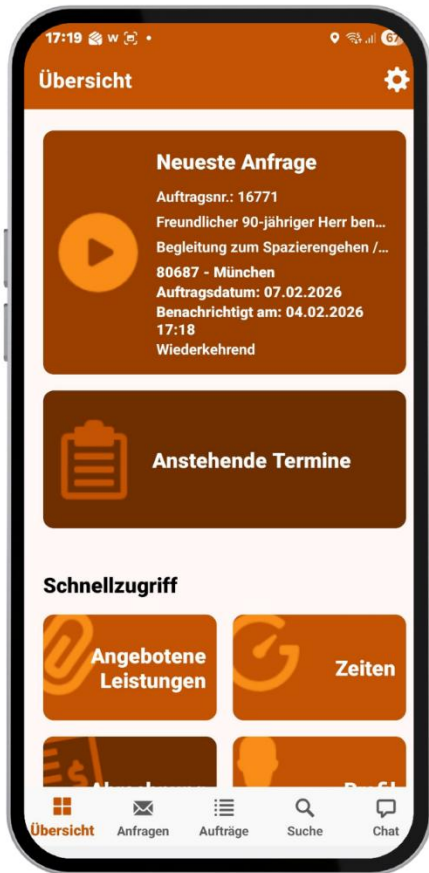 17:19 W
67
Übersicht
Neueste Anfrage
Auftragsnr.: 16771
Freundlicher 90-jähriger Herr ben...
Begleitung zum Spazierengehen /...
80687 - München
Auftragsdatum: 07.02.2026
Benachrichtigt am: 04.02.2026
17:18
Wiederkehrend
Anstehende Termine
Schnellzugriff
Angebotene
Leistungen
Zeiten
Übersicht
Anfragen
Aufträge
Suche
Chat